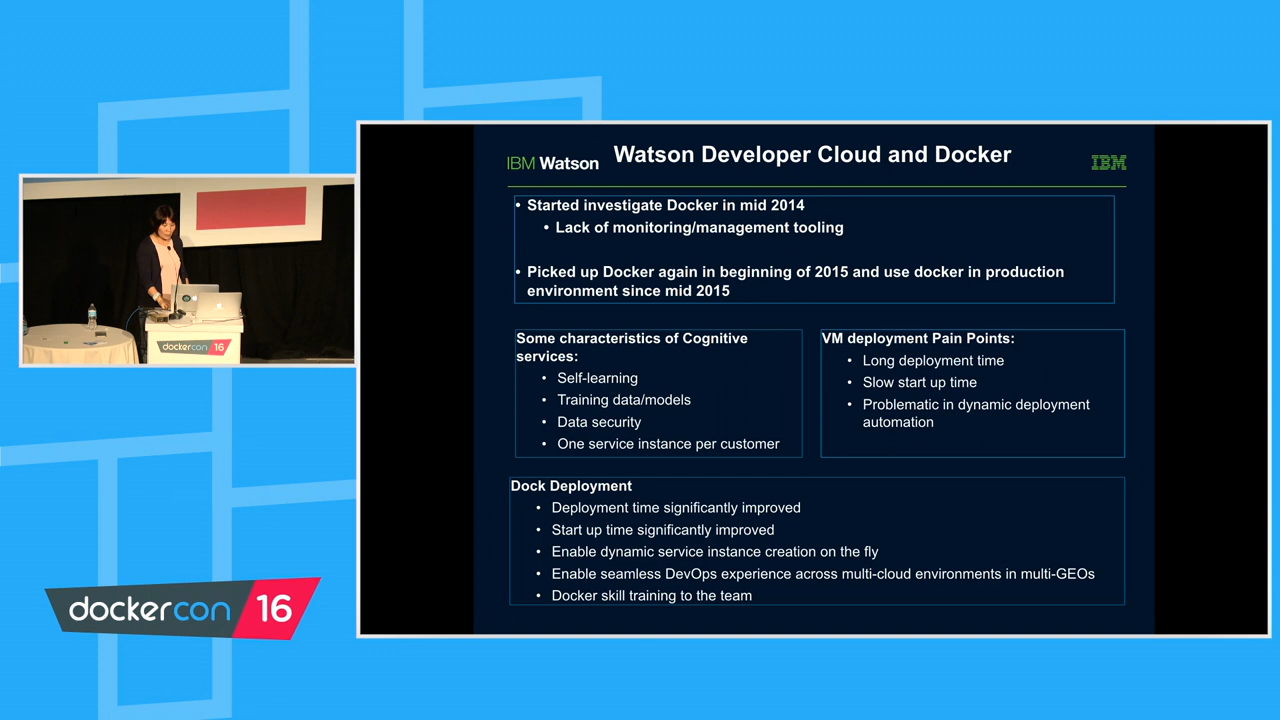 IBM Watson
Watson Developer Cloud and Docker
IBM
• Started investigate Docker in mid 2014
• Lack of monitoring/management tooling
• Picked up Docker again in beginning of 2015 and use docker in production
environment since mid 2015
Some characteristics of Cognitive
services:
• Self-learning
• Training data/models
• Data security
• One service instance per customer
VM deployment Pain Points:
• Long deployment time
• Slow start up time
• Problematic in dynamic deployment
automation
Dock Deployment
• Deployment time significantly improved
• Start up time significantly improved
• Enable dynamic service instance creation on the fly
• Enable seamless DevOps experience across multi-cloud environments in multi-GEOs
• Docker skill training to the team
dockercon 16
dockercon 16